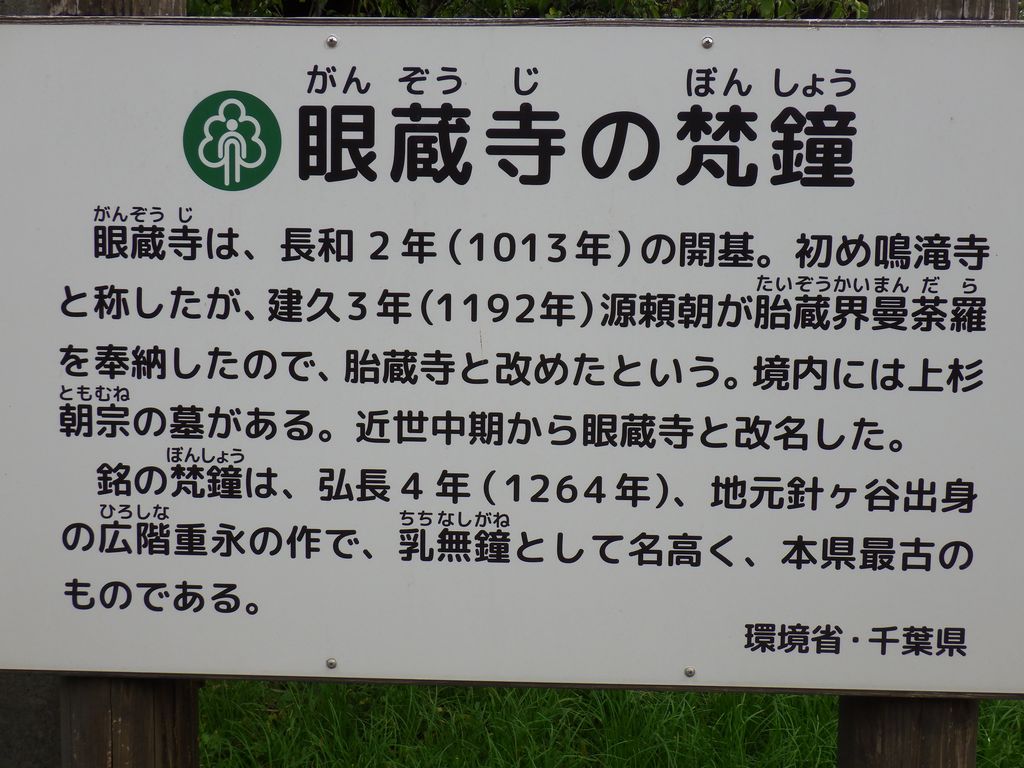 がん ぞう じ ぼん しょう
眼蔵寺の梵鐘
がんぞう じ
眼蔵寺は、長和２年(1013年)の開基。初め鳴滝寺
たいぞうかいまん だ ら
と称したが、建久３年(1192年)源頼朝が胎蔵界曼荼羅
を奉納したので、胎蔵寺と改めたという。境内には上杉
ともむね
朝宗の墓がある。近世中期から眼蔵寺と改名した。
ぼんしょう
銘の梵鐘は、弘長４年(1264年)、地元針ヶ谷出身
ひろしな ちちなしがね
の広階重永の作で、乳無鐘として名高く、本県最古の
ものである。
環境省・千葉県